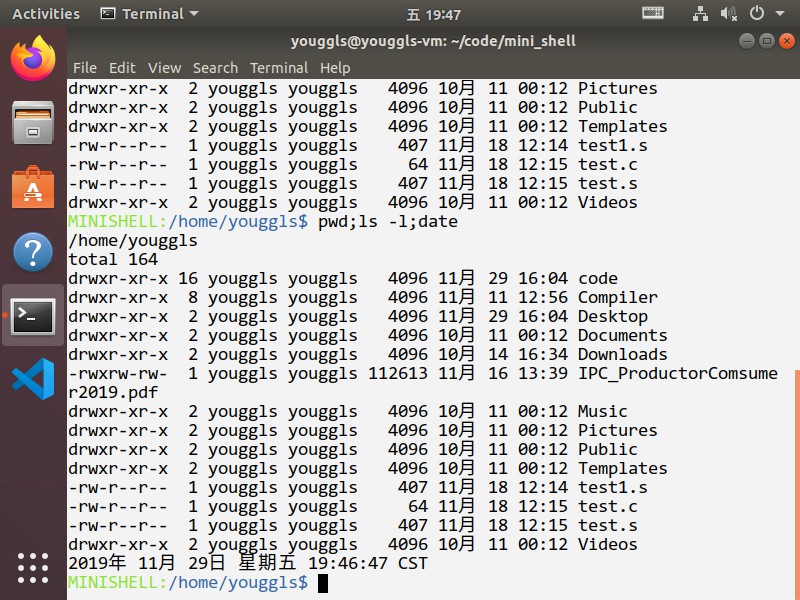 Activities Terminal 五 19:47
youggls@youggls-vm: ~/code/mini_shell
File Edit View Search Terminal Help
drwxr-xr-x 2 youggls youggls 4096 10月 11 00:12 Pictures
drwxr-xr-x 2 youggls youggls 4096 10月 11 00:12 Public
drwxr-xr-x 2 youggls youggls 4096 10月 11 00:12 Templates
-rw-r--r-- 1 youggls youggls 407 11月 18 12:14 test1.s
-rw-r--r-- 1 youggls youggls 64 11月 18 12:15 test.c
-rw-r--r-- 1 youggls youggls 407 11月 18 12:15 test.s
drwxr-xr-x 2 youggls youggls 4096 10月 11 00:12 Videos
MINISHELL:/home/youggls$ pwd;ls -l;date
/home/youggls
total 164
drwxr-xr-x 16 youggls youggls 4096 11月 29 16:04 code
drwxr-xr-x 8 youggls youggls 4096 11月 11 12:56 Compiler
drwxr-xr-x 2 youggls youggls 4096 11月 29 16:04 Desktop
drwxr-xr-x 2 youggls youggls 4096 10月 11 00:12 Documents
drwxr-xr-x 2 youggls youggls 4096 10月 14 16:34 Downloads
-rwxrw-rw- 1 youggls youggls 112613 11月 16 13:39 IPC_ProductorComsume
r2019.pdf
drwxr-xr-x 2 youggls youggls 4096 10月 11 00:12 Music
drwxr-xr-x 2 youggls youggls 4096 10月 11 00:12 Pictures
drwxr-xr-x 2 youggls youggls 4096 10月 11 00:12 Public
drwxr-xr-x 2 youggls youggls 4096 10月 11 00:12 Templates
-rw-r--r-- 1 youggls youggls 407 11月 18 12:14 test1.s
-rw-r--r-- 1 youggls youggls 64 11月 18 12:15 test.c
-rw-r--r-- 1 youggls youggls 407 11月 18 12:15 test.s
drwxr-xr-x 2 youggls youggls 4096 10月 11 00:12 Videos
2019年 11月 29日 星期五 19:46:47 CST
MINISHELL:/home/youggls$